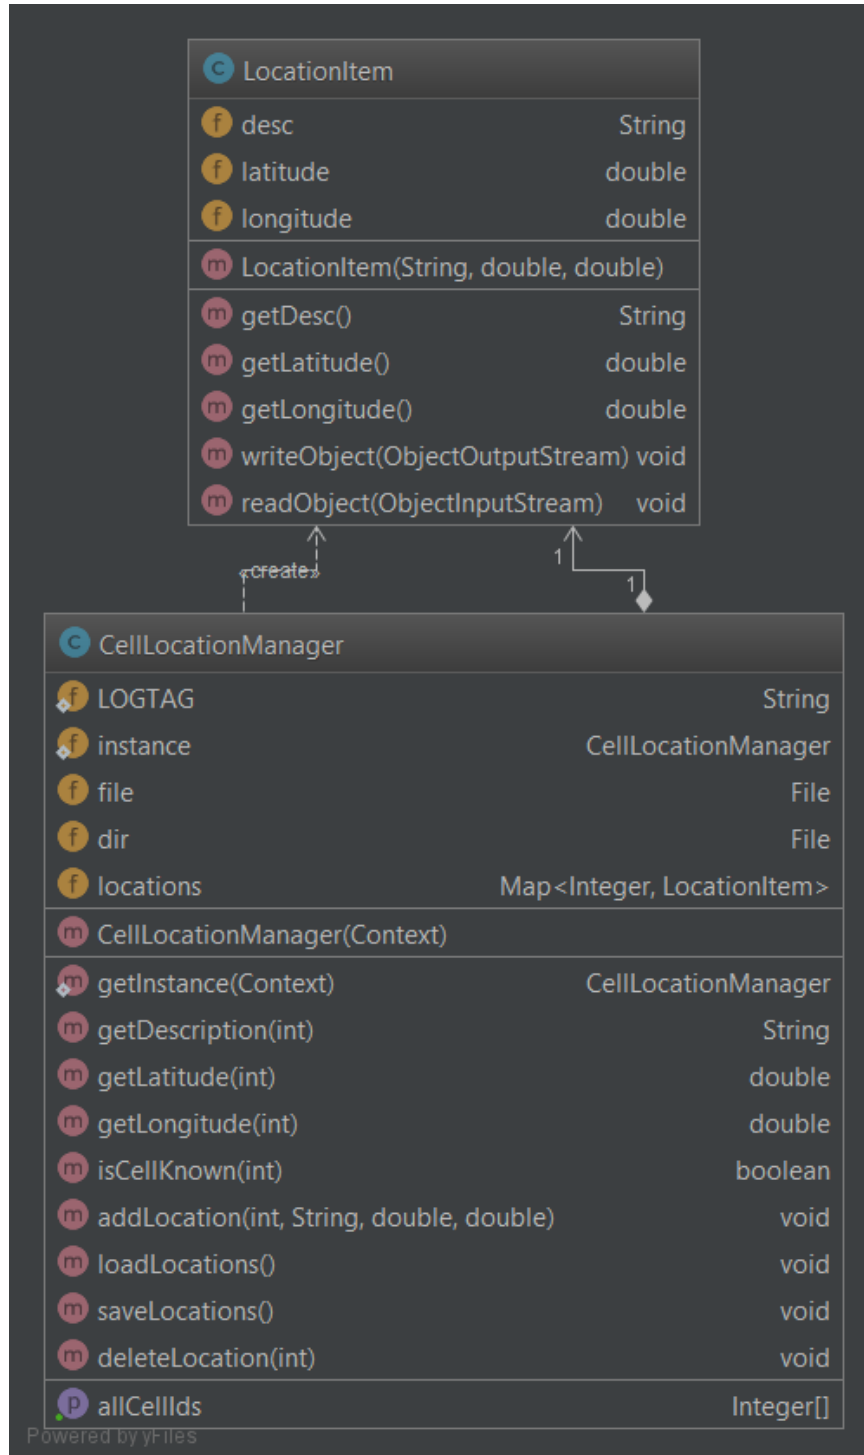 LocationItem
desc String
latitude double
longitude double
LocationItem(String, double, double)
getDesc() String
getLatitude() double
getLongitude() double
writeObject(ObjectOutputStream) void
readObject(ObjectInputStream) void
«create»
1
1
CellLocationManager
LOGTAG String
instance CellLocationManager
file File
dir File
locations Map<Integer, LocationItem>
CellLocationManager(Context)
getInstance(Context) CellLocationManager
getDescription(int) String
getLatitude(int) double
getLongitude(int) double
isCellKnown(int) boolean
addLocation(int, String, double, double) void
loadLocations() void
saveLocations() void
deleteLocation(int) void
allCellIds Integer[]
Powered by yFiles